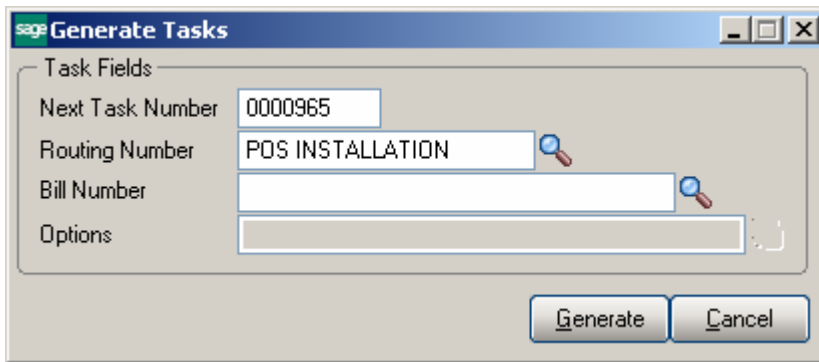 sage Generate Tasks
Task Fields
Next Task Number 0000965
Routing Number POS INSTALLATION
Bill Number
Options
Generate Cancel